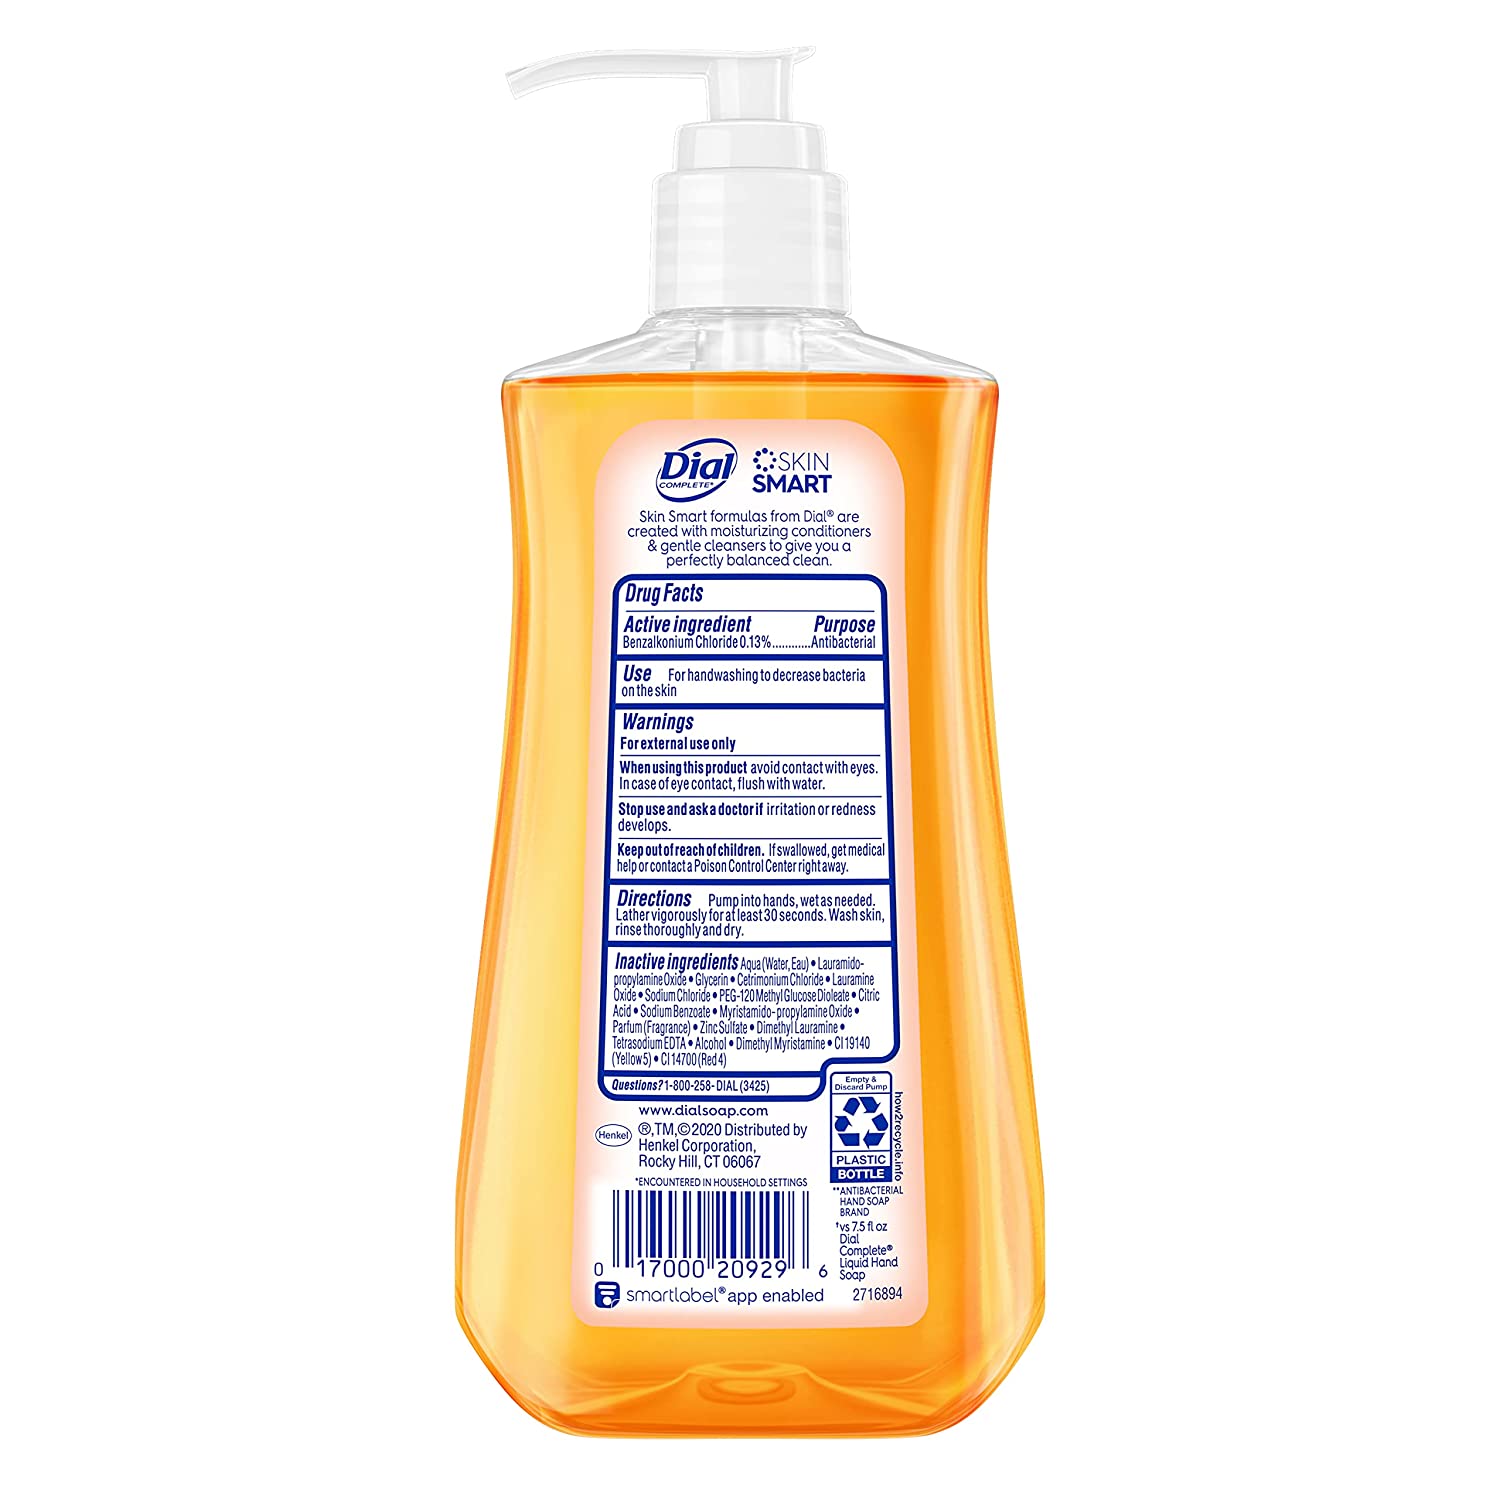 Dial
COMPLETE®
SKIN
SMART
Skin Smart formulas from Dial® are
created with moisturizing conditioners
& gentle cleansers to give you a
perfectly balanced clean.
Drug Facts
Active ingredient Purpose
Benzalkonium Chloride 0.13%............Antibacterial
Use For handwashing to decrease bacteria
on the skin
Warnings
For external use only
When using this product avoid contact with eyes.
In case of eye contact, flush with water.
Stop use and ask a doctor if irritation or redness
develops.
Keep out of reach of children. If swallowed, get medical
help or contact a Poison Control Center right away.
Directions Pump into hands, wet as needed.
Lather vigorously for at least 30 seconds. Wash skin,
rinse thoroughly and dry.
Inactive ingredients Aqua (Water, Eau) • Lauramido-
propylamine Oxide • Glycerin • Cetrimonium Chloride • Lauramine
Oxide • Sodium Chloride • PEG-120 Methyl Glucose Dioleate • Citric
Acid • Sodium Benzoate • Myristamido-propylamine Oxide •
Parfum (Fragrance) • Zinc Sulfate • Dimethyl Lauramine •
Tetrasodium EDTA • Alcohol • Dimethyl Myristamine • CI 19140
(Yellow 5) • CI 14700 (Red 4)
Questions? 1-800-258-DIAL (3425)
www.dialsoap.com
Henkel
®,TM,©2020 Distributed by
Henkel Corporation,
Rocky Hill, CT 06067
*ENCOUNTERED IN HOUSEHOLD SETTINGS
0 17000 20929 6
smartlabel® app enabled
Empty &
Discard Pump
PLASTIC
BOTTLE
how2recycle.info
**ANTIBACTERIAL
HAND SOAP
BRAND
†vs 7.5 fl oz
Dial
Complete®
Liquid Hand
Soap
2716894